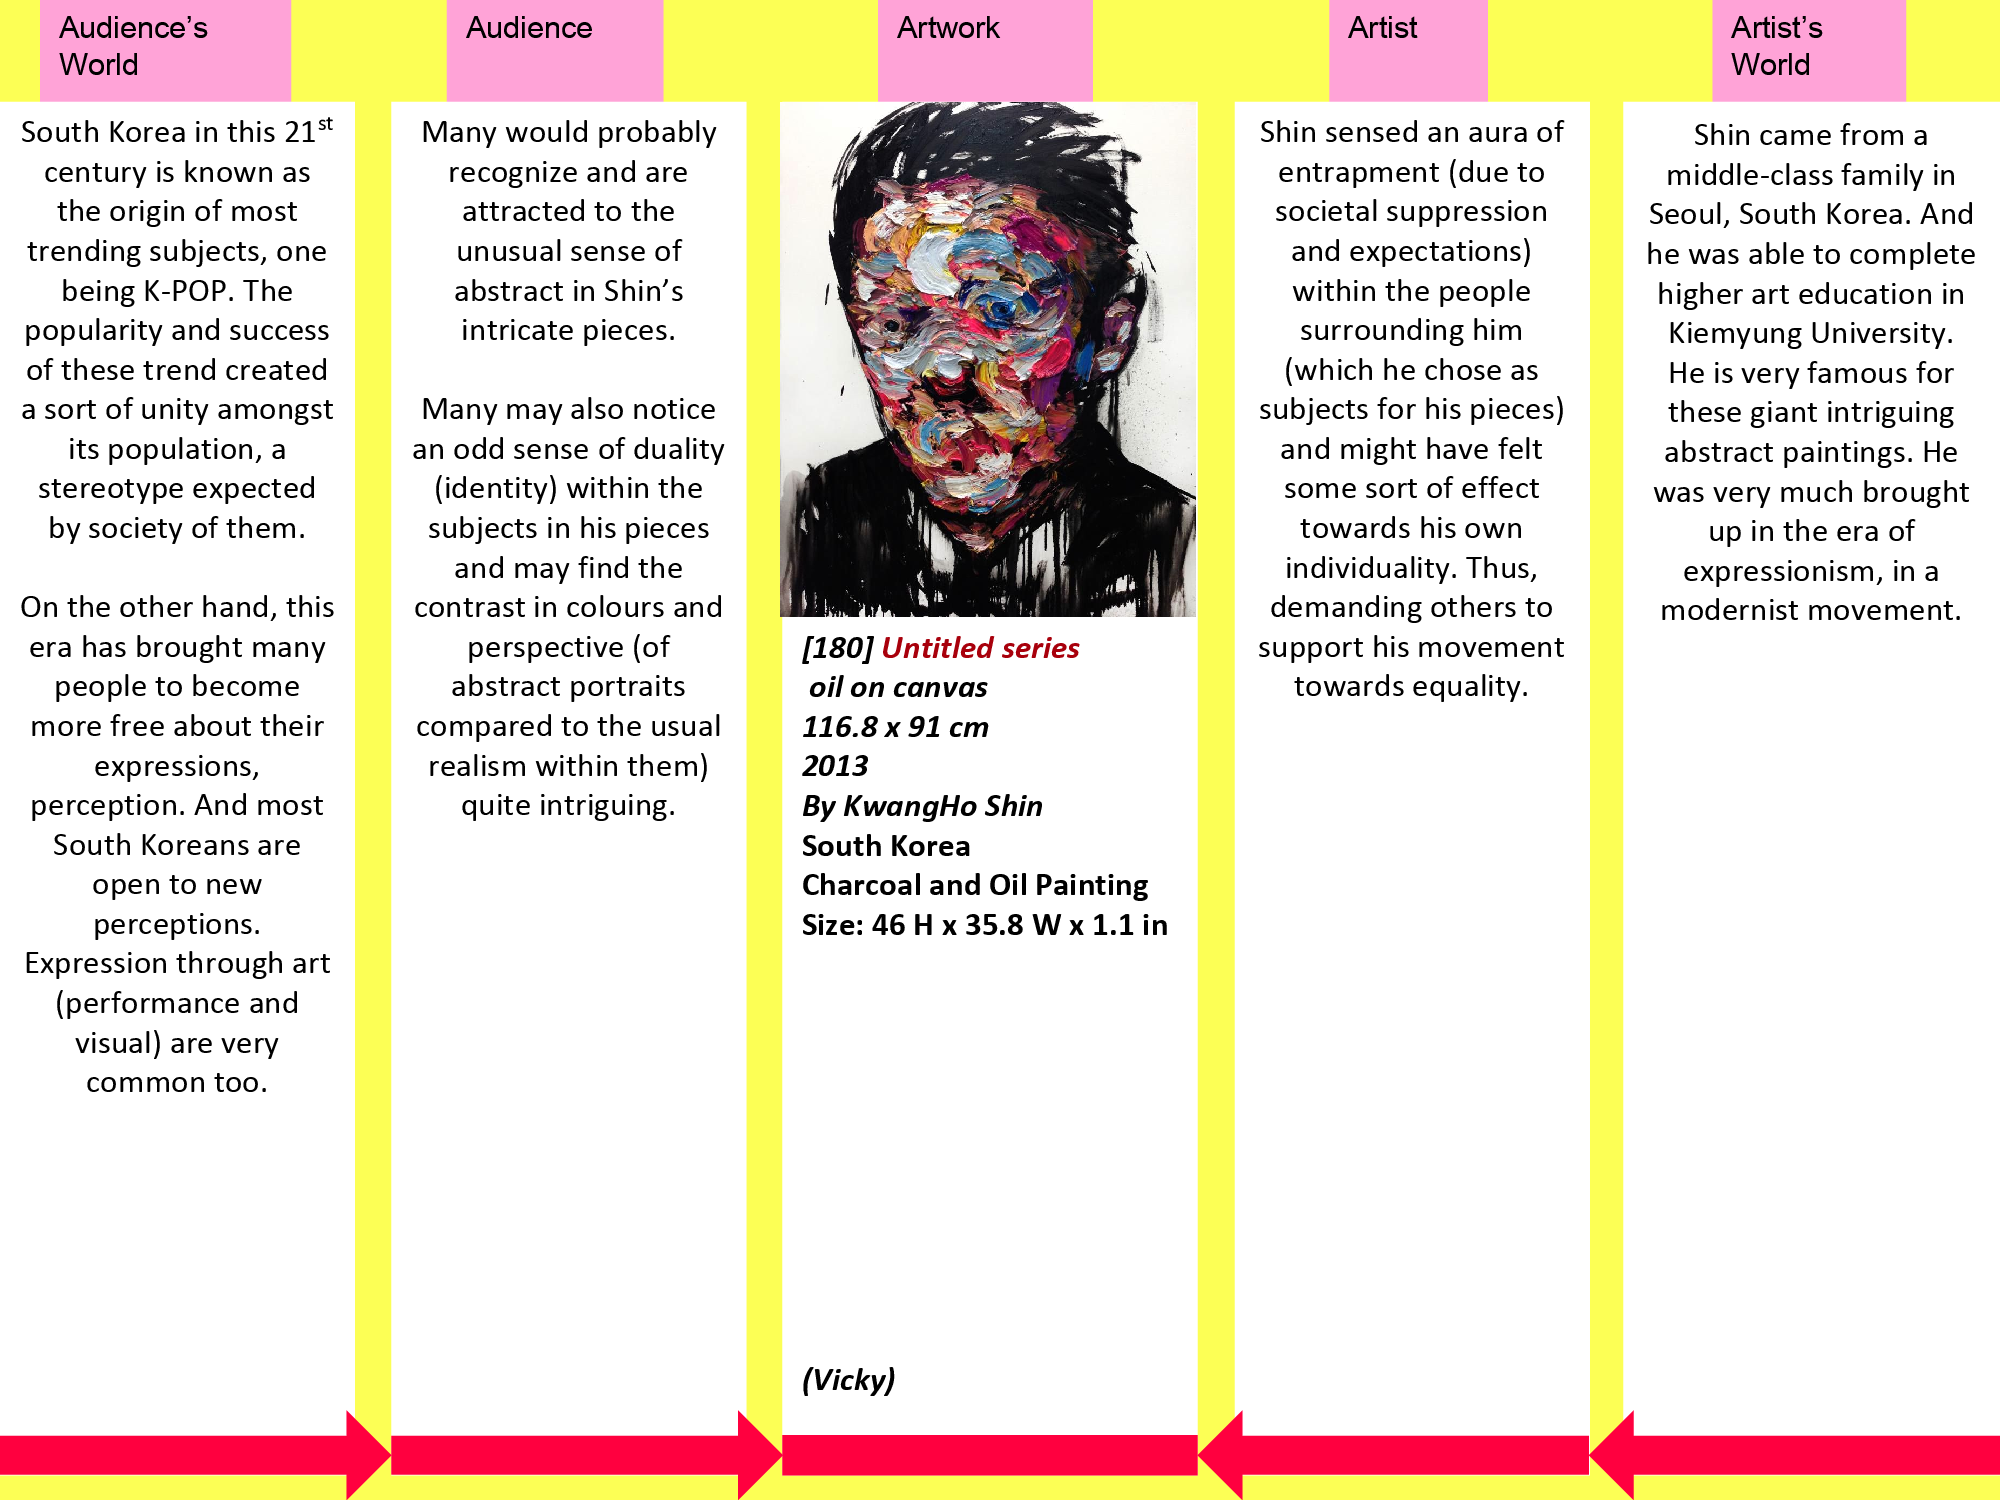 Audience's
World
South Korea in this 21st
century is known as
the origin of most
trending subjects, one
being K-POP. The
popularity and success
of these trend created
a sort of unity amongst
its population, a
stereotype expected
by society of them.
On the other hand, this
era has brought many
people to become
more free about their
expressions,
perception. And most
South Koreans are
open to new
perceptions.
Expression through art
(performance and
visual) are very
common too.
Audience
Many would probably
recognize and are
attracted to the
unusual sense of
abstract in Shin's
intricate pieces.
Many may also notice
an odd sense of duality
(identity) within the
subjects in his pieces
and may find the
contrast in colours and
perspective (of
abstract portraits
compared to the usual
realism within them)
quite intriguing.
Artwork
[180] Untitled series
oil on canvas
116.8 x 91 cm
2013
By KwangHo Shin
South Korea
Charcoal and Oil Painting
Size: 46 H x 35.8 W x 1.1 in
(Vicky)
Artist
Shin sensed an aura of
entrapment (due to
societal suppression
and expectations)
within the people
surrounding him
(which he chose as
subjects for his pieces)
and might have felt
some sort of effect
towards his own
individuality. Thus,
demanding others to
support his movement
towards equality.
Artist's
World
Shin came from a
middle-class family in
Seoul, South Korea. And
he was able to complete
higher art education in
Kiemyung University.
He is very famous for
these giant intriguing
abstract paintings. He
was very much brought
up in the era of
expressionism, in a
modernist movement.